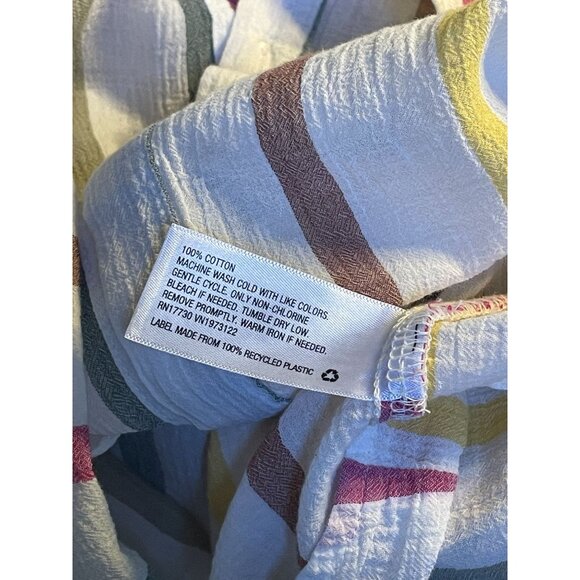 100% COTTON
MACHINE WASH COLD WITH LIKE COLORS.
GENTLE CYCLE. ONLY NON-CHLORINE
BLEACH IF NEEDED. TUMBLE DRY LOW
REMOVE PROMPTLY. WARM IRON IF NEEDED.
RN17730 VN1973122
LABEL MADE FROM 100% RECYCLED PLASTIC